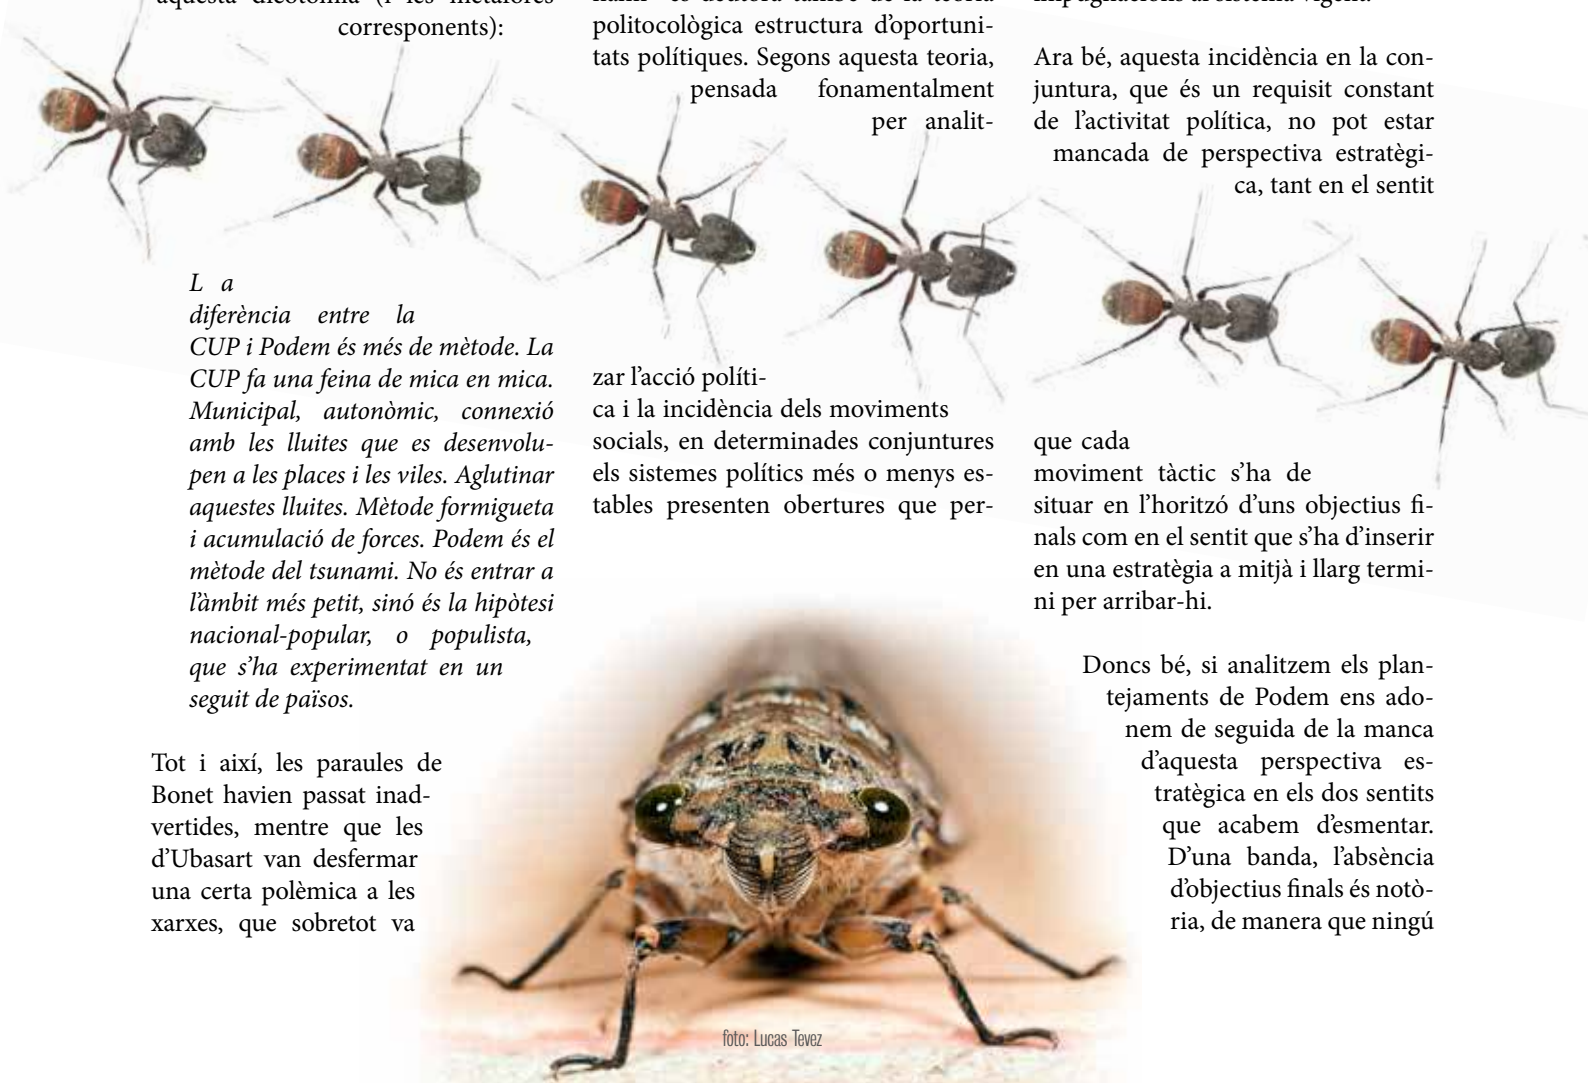 corresponents):
L a
diferència entre la
CUP i Podem és més de mètode. La
CUP fa una feina de mica en mica.
Municipal, autonòmic, connexió
amb les lluites que es desenvolu-
pen a les places i les viles. Aglutinar
aquestes lluites. Mètode formigueta
i acumulació de forces. Podem és el
mètode del tsunami. No és entrar a
l’àmbit més petit, sinó és la hipòtesi
nacional-popular, o populista,
que s’ha experimentat en un
seguit de països.
Tot i així, les paraules de
Bonet havien passat inad-
vertides, mentre que les
d’Ubasart van desfermar
una certa polèmica a les
xarxes, que sobretot va
politocològica estructura d’oportuni-
tats polítiques. Segons aquesta teoria,
pensada fonamentalment
per analit-
zar l’acció políti-
ca i la incidència dels moviments
socials, en determinades conjuntures
els sistemes polítics més o menys es-
tables presenten obertures que per-
Ara bé, aquesta incidència en la con-
juntura, que és un requisit constant
de l’activitat política, no pot estar
mancada de perspectiva estratègi-
ca, tant en el sentit
que cada
moviment tàctic s’ha de
situar en l’horitzó d’uns objectius fi-
nals com en el sentit que s’ha d’inserir
en una estratègia a mitjà i llarg termi-
ni per arribar-hi.
Doncs bé, si analitzem els plan-
tejaments de Podem ens ado-
nem de seguida de la manca
d’aquesta perspectiva es-
tratègica en els dos sentits
que acabem d’esmentar.
D’una banda, l’absència
d’objectius finals és notò-
ria, de manera que ningú
foto: Lucas Tevez